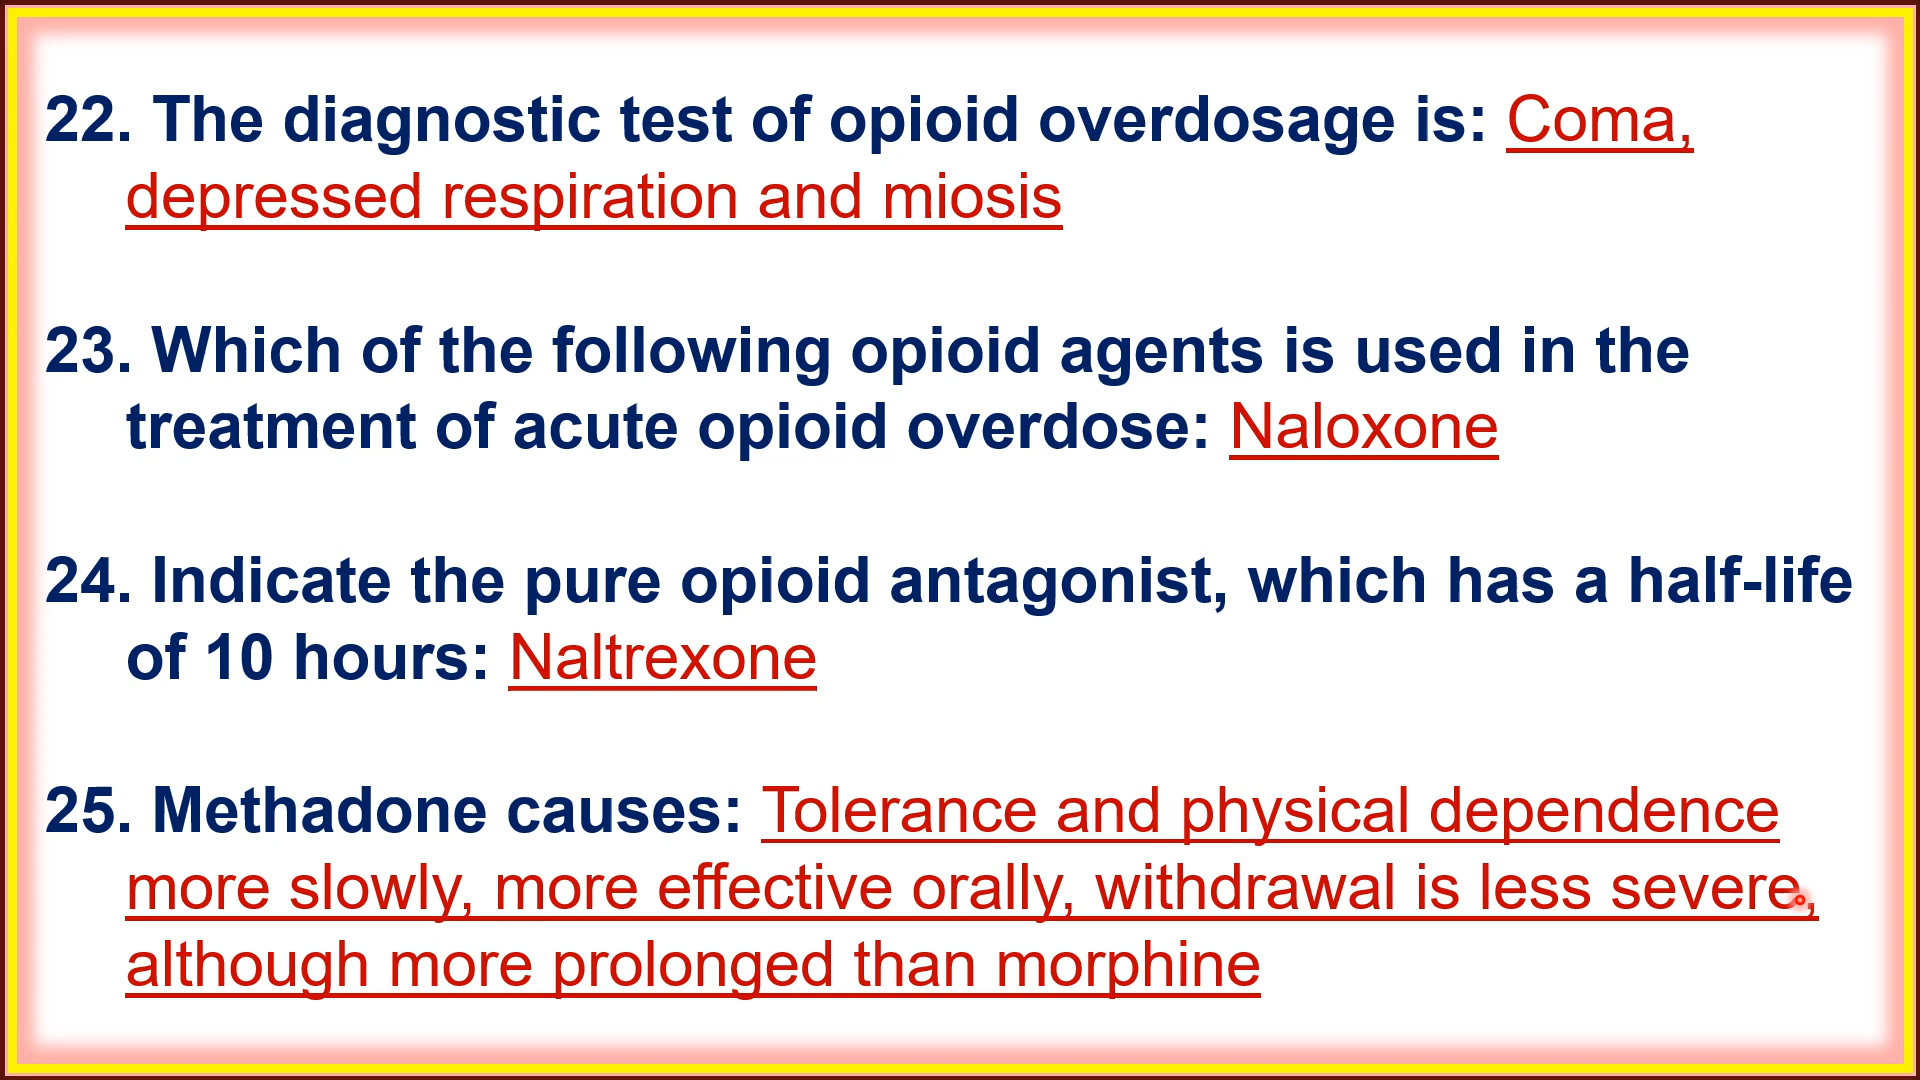 22. The diagnostic test of opioid overdosage is: Coma,
depressed respiration and miosis
23. Which of the following opioid agents is used in the
treatment of acute opioid overdose: Naloxone
24. Indicate the pure opioid antagonist, which has a half-life
of 10 hours: Naltrexone
25. Methadone causes: Tolerance and physical dependence
more slowly, more effective orally, withdrawal is less severe,
although more prolonged than morphine